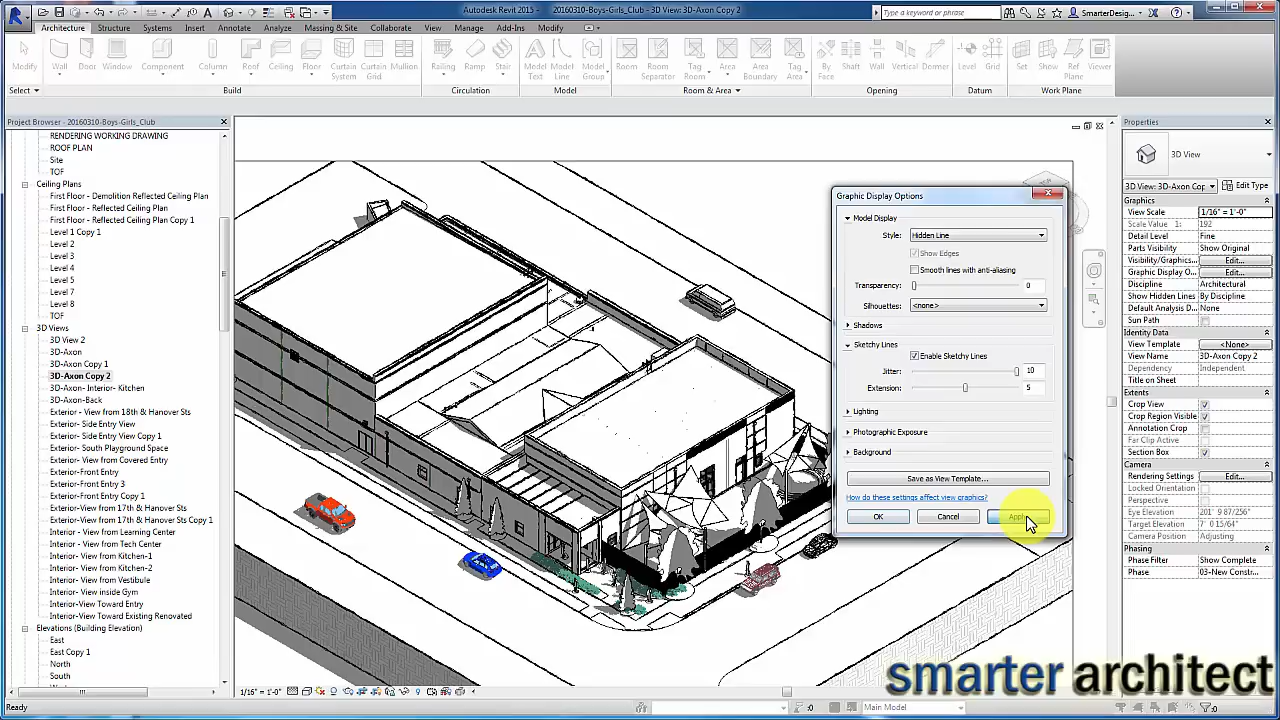 Autodesk Revit 2015 - 20160310-Boys-Girls_Club - 3D View: 3D-Axon Copy 2
Type a keyword or phrase
SmarterDesig...
Architecture Structure Systems Insert Annotate Analyze Massing & Site Collaborate View Manage Add-Ins Modify
Modify Wall Door Window Component Column Roof Ceiling Floor Curtain System Curtain Grid Mullion Railing Ramp Stair Model Text Model Line Model Group Room Room Separator Tag Room Area Area Boundary Tag Area By Face Shaft Wall Vertical Dormer Level Grid Set Show Ref Plane Viewer
Select Build Circulation Model Room & Area Opening Datum Work Plane
Project Browser - 20160310-Boys-Girls_Club
RENDERING WORKING DRAWING
ROOF PLAN
Site
TOF
Ceiling Plans
First Floor - Demolition Reflected Ceiling Plan
First Floor - Reflected Ceiling Plan
First Floor - Reflected Ceiling Plan Copy 1
Level 1 Copy 1
Level 2
Level 3
Level 4
Level 5
Level 7
Level 8
TOF
3D Views
3D View 2
3D-Axon
3D-Axon Copy 1
3D-Axon Copy 2
3D-Axon- Interior- Kitchen
3D-Axon-Back
Exterior - View from 18th & Hanover Sts
Exterior - Side Entry View
Exterior - Side Entry View Copy 1
Exterior- South Playground Space
Exterior- View from Covered Entry
Exterior-Front Entry
Exterior-Front Entry 3
Exterior-Front Entry Copy 1
Exterior-View from 17th & Hanover Sts
Exterior-View from 17th & Hanover Sts Copy 1
Interior - View from Learning Center
Interior - View from Tech Center
Interior - View from Kitchen-1
Interior - View from Kitchen-2
Interior - View from Vestibule
Interior-View inside Gym
Interior-View Toward Entry
Interior-View Toward Existing Renovated
Elevations (Building Elevation)
East
East Copy 1
North
South
Graphic Display Options
Model Display
Style: Hidden Line
Show Edges
Smooth lines with anti-aliasing
Transparency: 0
Silhouettes: <none>
Shadows
Sketchy Lines
Enable Sketchy Lines
Jitter: 10
Extension: 5
Lighting
Photographic Exposure
Background
Save as View Template...
How do these settings affect view graphics?
OK Cancel
Properties
3D View
3D View: 3D-Axon Cop Edit Type
Graphics
View Scale 1/16" = 1'-0"
Scale Value 1: 192
Detail Level Fine
Parts Visibility Show Original
Visibility/Graphics... Edit...
Graphic Display O... Edit...
Discipline Architectural
Show Hidden Lines By Discipline
Default Analysis D... None
Sun Path
Identity Data
View Template <None>
View Name 3D-Axon Copy 2
Dependency Independent
Title on Sheet
Extents
Crop View
Crop Region Visible
Annotation Crop
Far Clip Active
Section Box
Camera
Rendering Settings Edit...
Locked Orientation
Perspective
Eye Elevation 201' 9 87/256"
Target Elevation 7' 0 15/64"
Camera Position Adjusting
Phasing
Phase Filter Show Complete
Phase 03-New Constr...
1/16" = 1'-0"
Ready
:0 Main Model :0
smarter architect